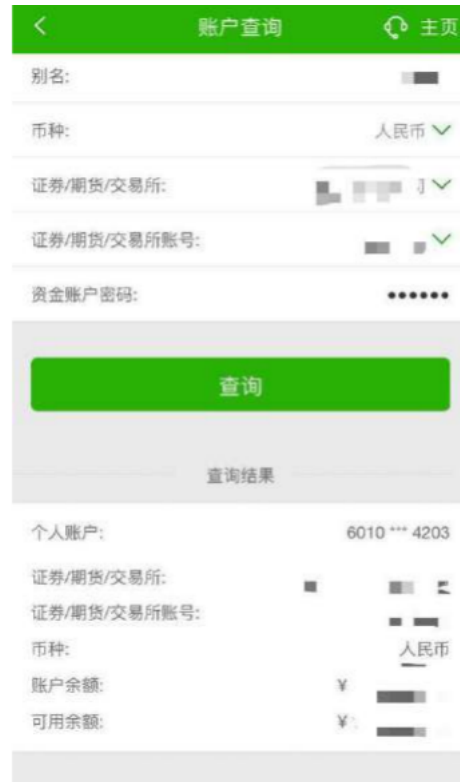 账户查询 主页
别名:
币种: 人民币
证券/期货/交易所:
证券/期货/交易所账号:
资金账户密码: ••••••
查询
查询结果
个人账户: 6010 *** 4203
证券/期货/交易所:
证券/期货/交易所账号:
币种: 人民币
账户余额: ¥
可用余额: ¥